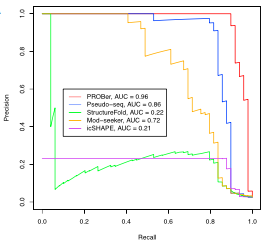 1.0
0.8
0.6
0.4
0.2
0.0
Precision
PROBer, AUC = 0.96
Pseudo-seq, AUC = 0.86
StructureFold, AUC = 0.22
Mod-seeker, AUC = 0.72
icSHAPE, AUC = 0.21
0.0 0.2 0.4 0.6 0.8 1.0
Recall